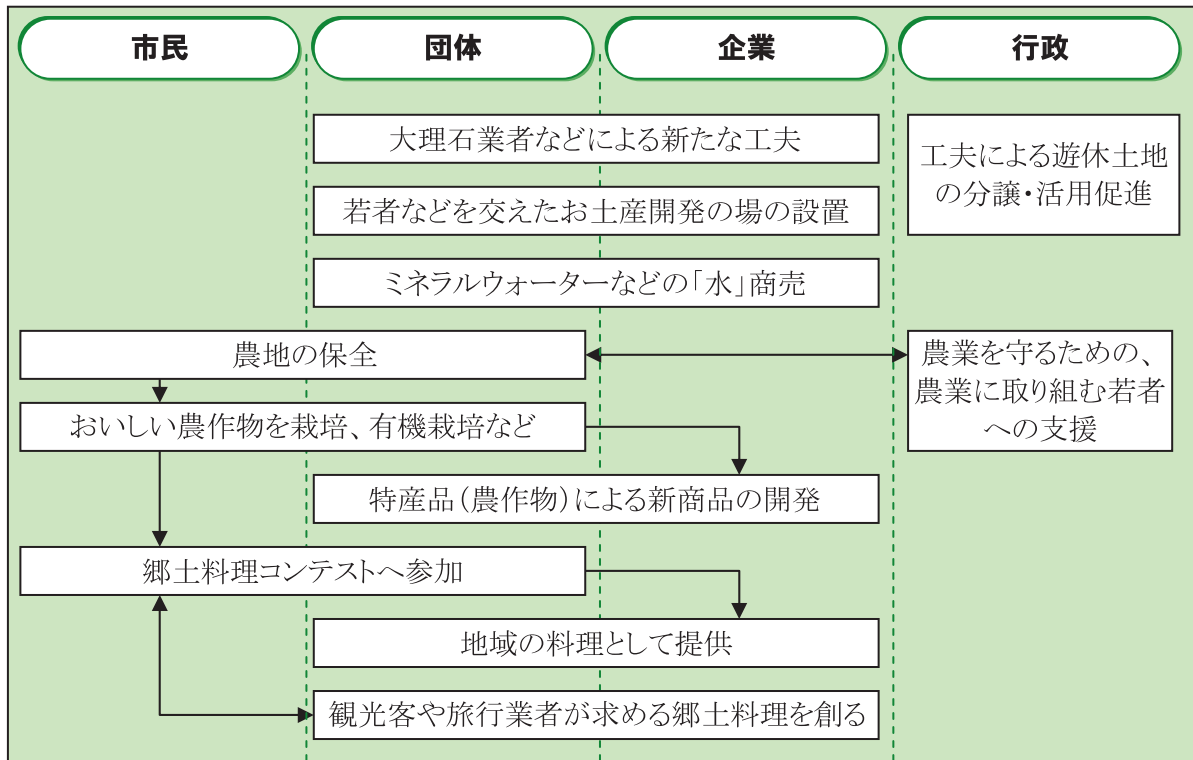 市民
団体
企業
行政
大理石業者などによる新たな工夫
工夫による遊休土地
の分譲・活用促進
若者などを交えたお土産開発の場の設置
ミネラルウォーターなどの「水」商売
農地の保全
農業を守るための、
農業に取り組む若者
への支援
おいしい農作物を栽培、有機栽培など
特産品(農作物)による新商品の開発
郷土料理コンテストへ参加
地域の料理として提供
観光客や旅行業者が求める郷土料理を創る